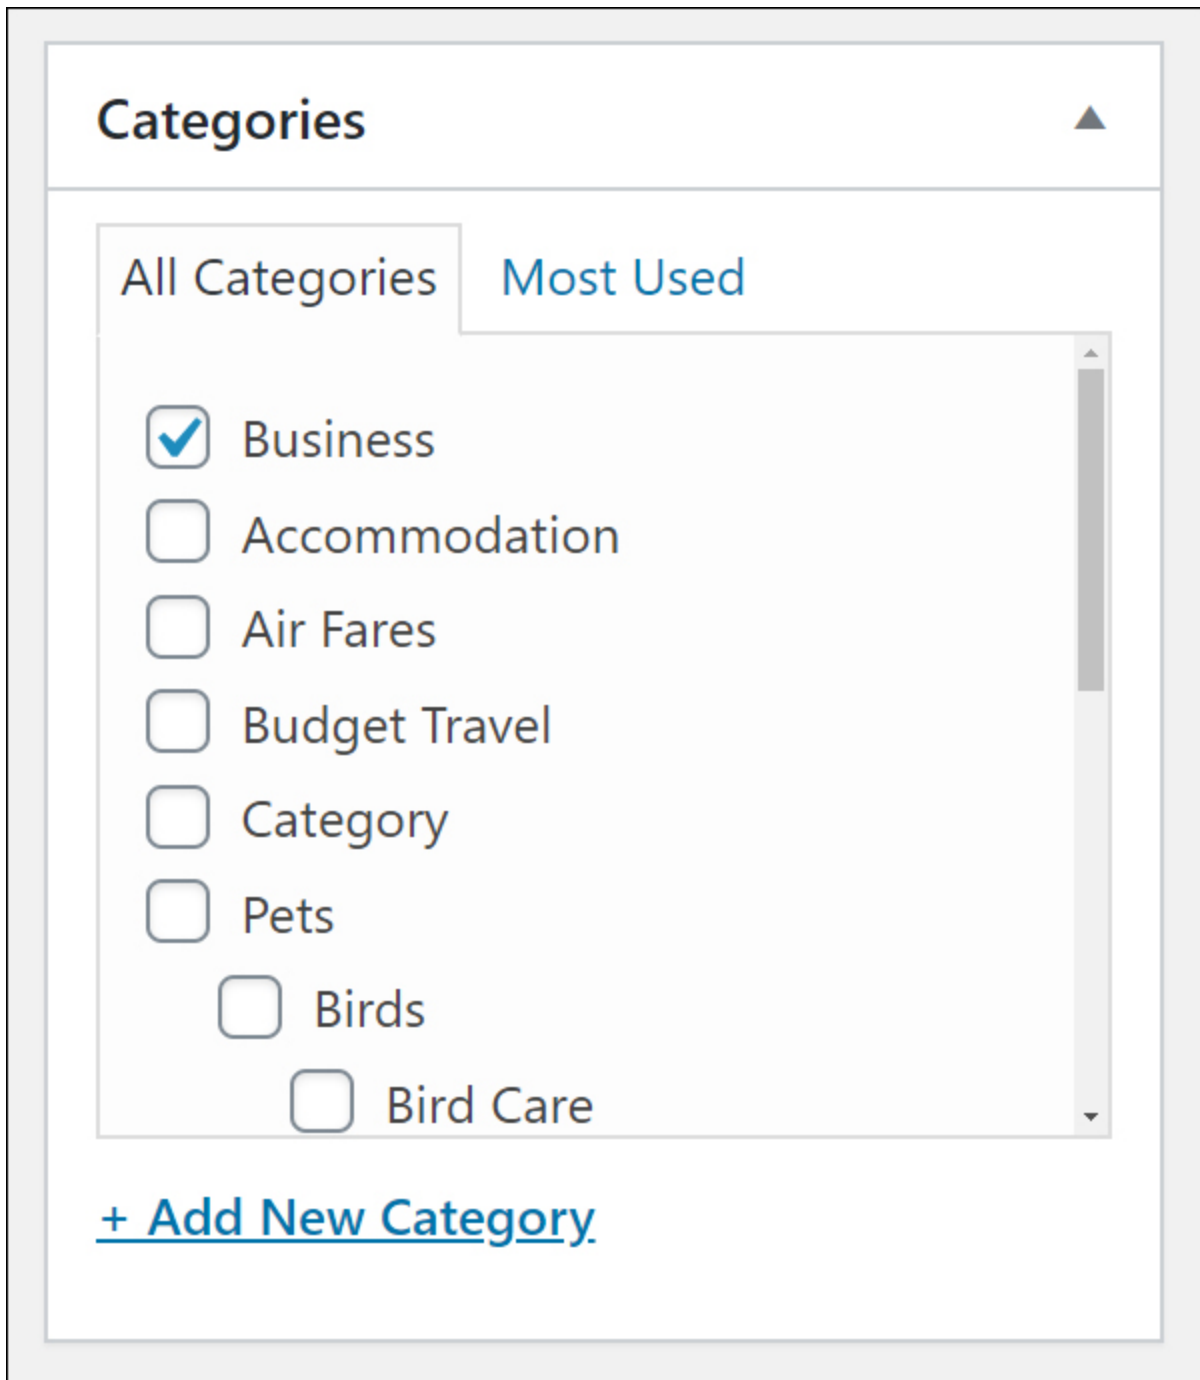 Categories
All Categories Most Used
Business
Accommodation
Air Fares
Budget Travel
Category
Pets
Birds
Bird Care
+ Add New Category